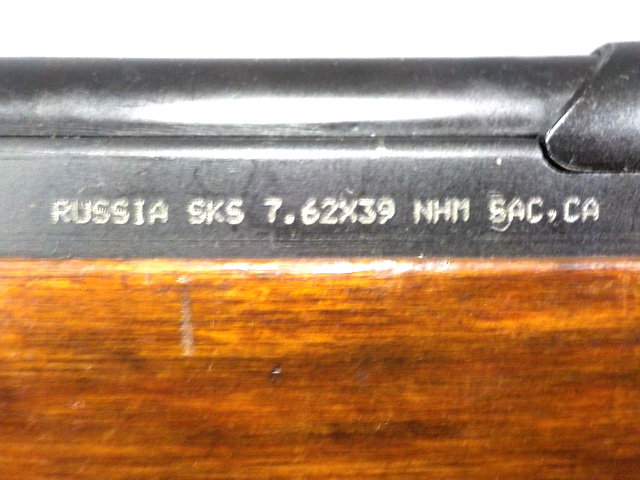 RUSSIA SKS 7.62X39 NHM SAC,CA